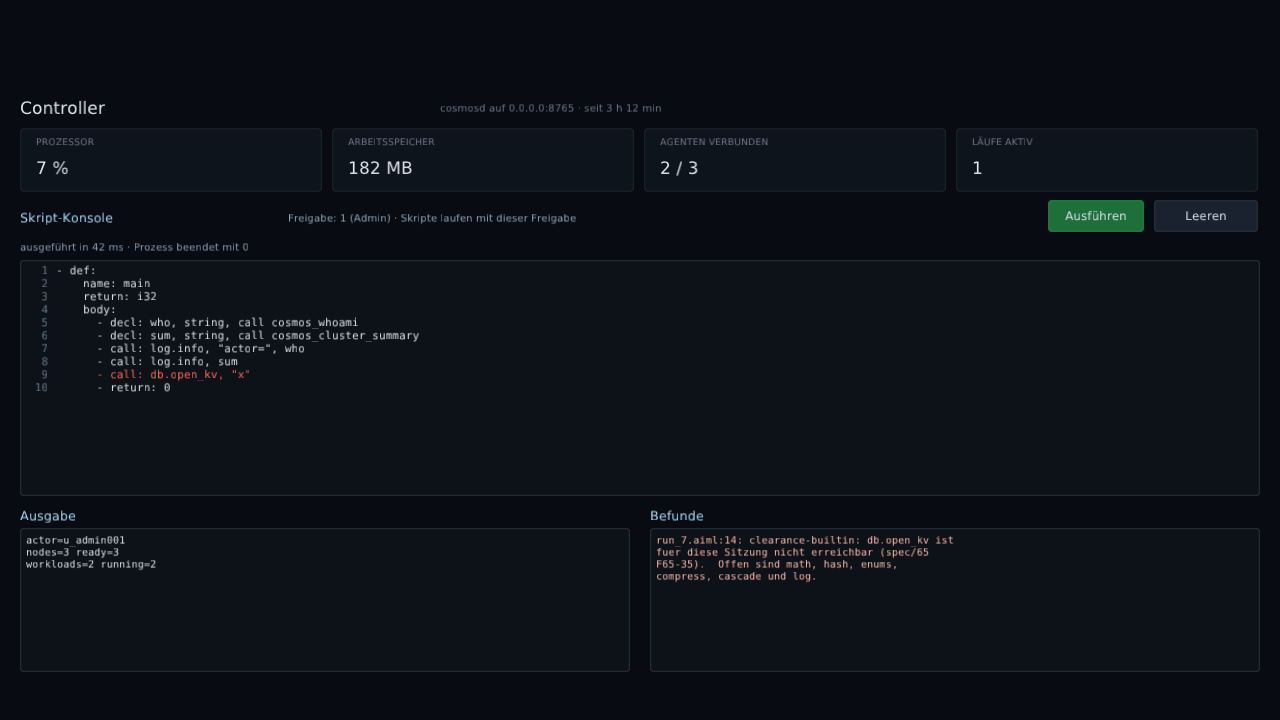 Controller
cosmosd auf 0.0.0.0:8765 · seit 3 h 12 min
PROZESSOR
7 %
ARBEITSSPEICHER
182 MB
AGENTEN VERBUNDEN
2 / 3
LÄUFE AKTIV
1
Skript-Konsole
Freigabe: 1 (Admin) · Skripte laufen mit dieser Freigabe
Ausführen
Leeren
ausgeführt in 42 ms · Prozess beendet mit 0
1 - def:
2     name: main
3     return: i32
4     body:
5       - decl: who, string, call cosmos_whoami
6       - decl: sum, string, call cosmos_cluster_summary
7       - call: log.info, "actor=", who
8       - call: log.info, sum
9       - call: db.open_kv, "x"
10       - return: 0
Ausgabe
actor=u_admin001
nodes=3 ready=3
workloads=2 running=2
Befunde
run_7.aiml:14: clearance-builtin: db.open_kv ist
fuer diese Sitzung nicht erreichbar (spec/65
F65-35).  Offen sind math, hash, enums,
compress, cascade und log.